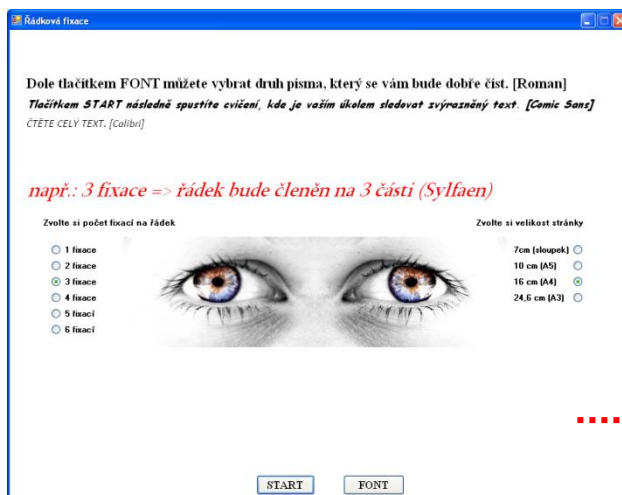 Řádková fixace
Dole tlačítkem FONT můžete vybrat druh písma, který se vám bude dobře číst. [Roman]
Tlačítkem START následně spustíte cvičení, kde je vaším úkolem sledovat zvýrazněný text. [Comic Sans]
ČTĚTE CELÝ TEXT. [Calibri]
např.: 3 fixace => řádek bude členěn na 3 části (Sylfaen)
Zvolte si počet fixací na řádek
1 fixace
2 fixace
3 fixace
4 fixace
5 fixací
6 fixací
Zvolte si velikost stránky
7cm (sloupek)
10 cm (A5)
16 cm (A4)
24,6 cm (A3)
START
FONT